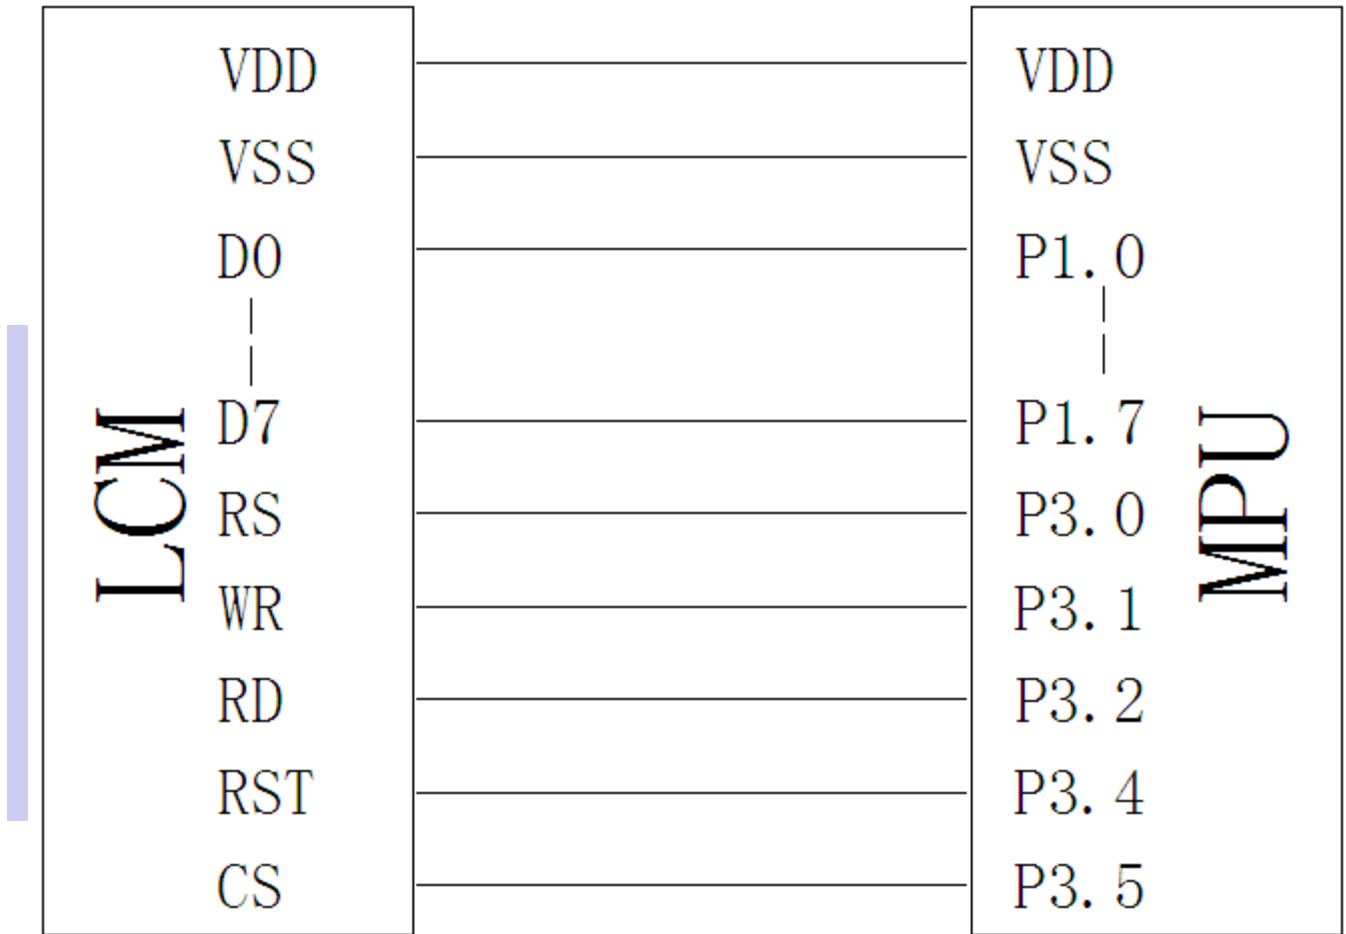 VDD VDD
VSS VSS
D0 P1.0
D7 P1.7
RS P3.0
WR P3.1
RD P3.2
RST P3.4
CS P3.5
LCM
MPU